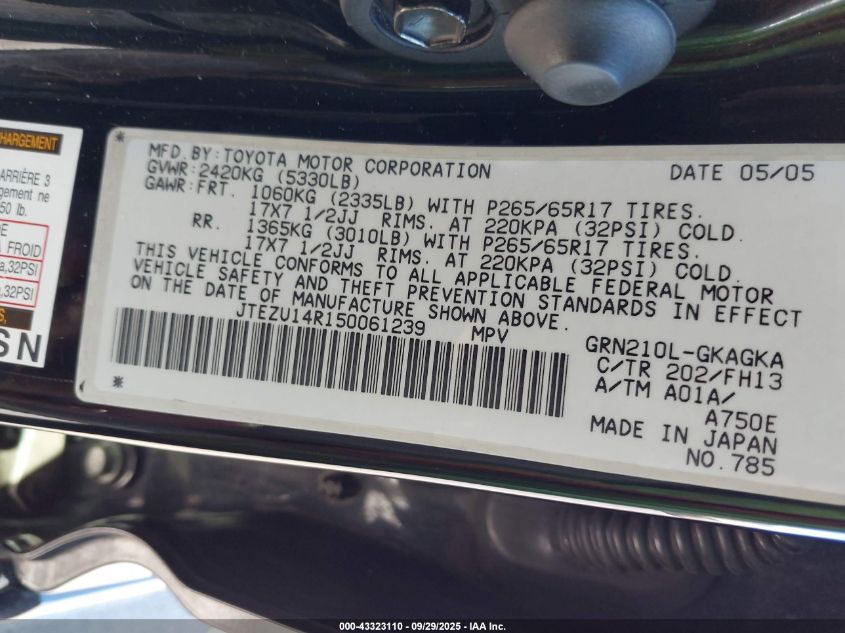 CHARGEMENT
ARRIÈRE 3
gement ne
50 lb.
DE
FROID
,32PSI
,32PSI
S.
SN
MFD.BY:TOYOTA MOTOR CORPORATION DATE 05/05
GVWR:2420KG (5330LB)
GAWR:FRT. 1060KG (2335LB) WITH P265/65R17 TIRES.
17X7 1/2JJ RIMS. AT 220KPA (32PSI) COLD.
RR. 1365KG (3010LB) WITH P265/65R17 TIRES.
17X7 1/2JJ RIMS. AT 220KPA (32PSI) COLD.
THIS VEHICLE CONFORMS TO ALL APPLICABLE FEDERAL MOTOR
VEHICLE SAFETY AND THEFT PREVENTION STANDARDS IN EFFECT
ON THE DATE OF MANUFACTURE SHOWN ABOVE.
JTEZU14R150061239 MPV
GRN210L-GKAGKA
C/TR 202/FH13
A/TM A01A/
A750E
MADE IN JAPAN
NO.785
000-43323110 - 09/29/2025 - IAA Inc.